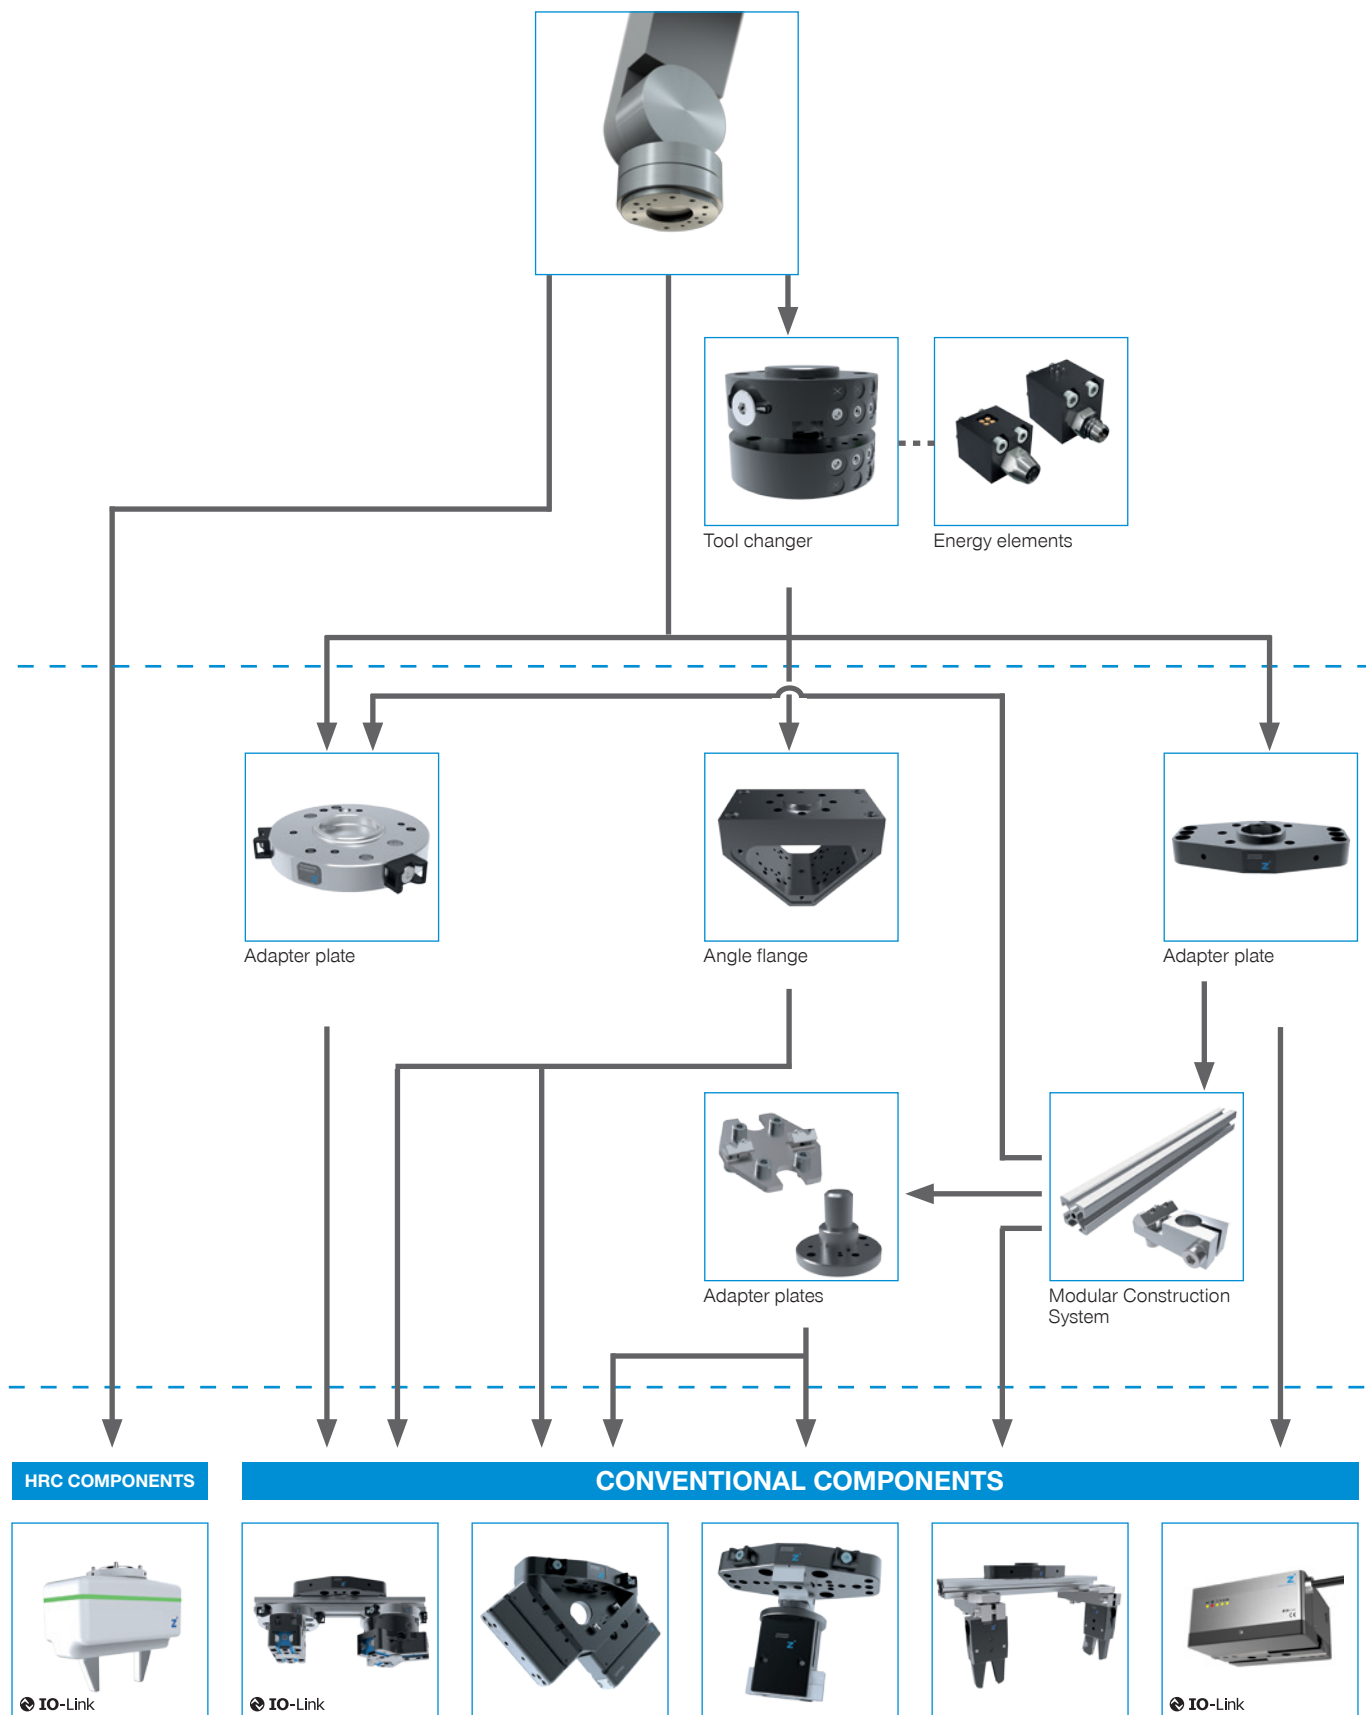 Tool changer
Energy elements
Adapter plate
Angle flange
Adapter plate
Adapter plates
Modular Construction
System
HRC COMPONENTS
CONVENTIONAL COMPONENTS
IO-Link
IO-Link
IO-Link